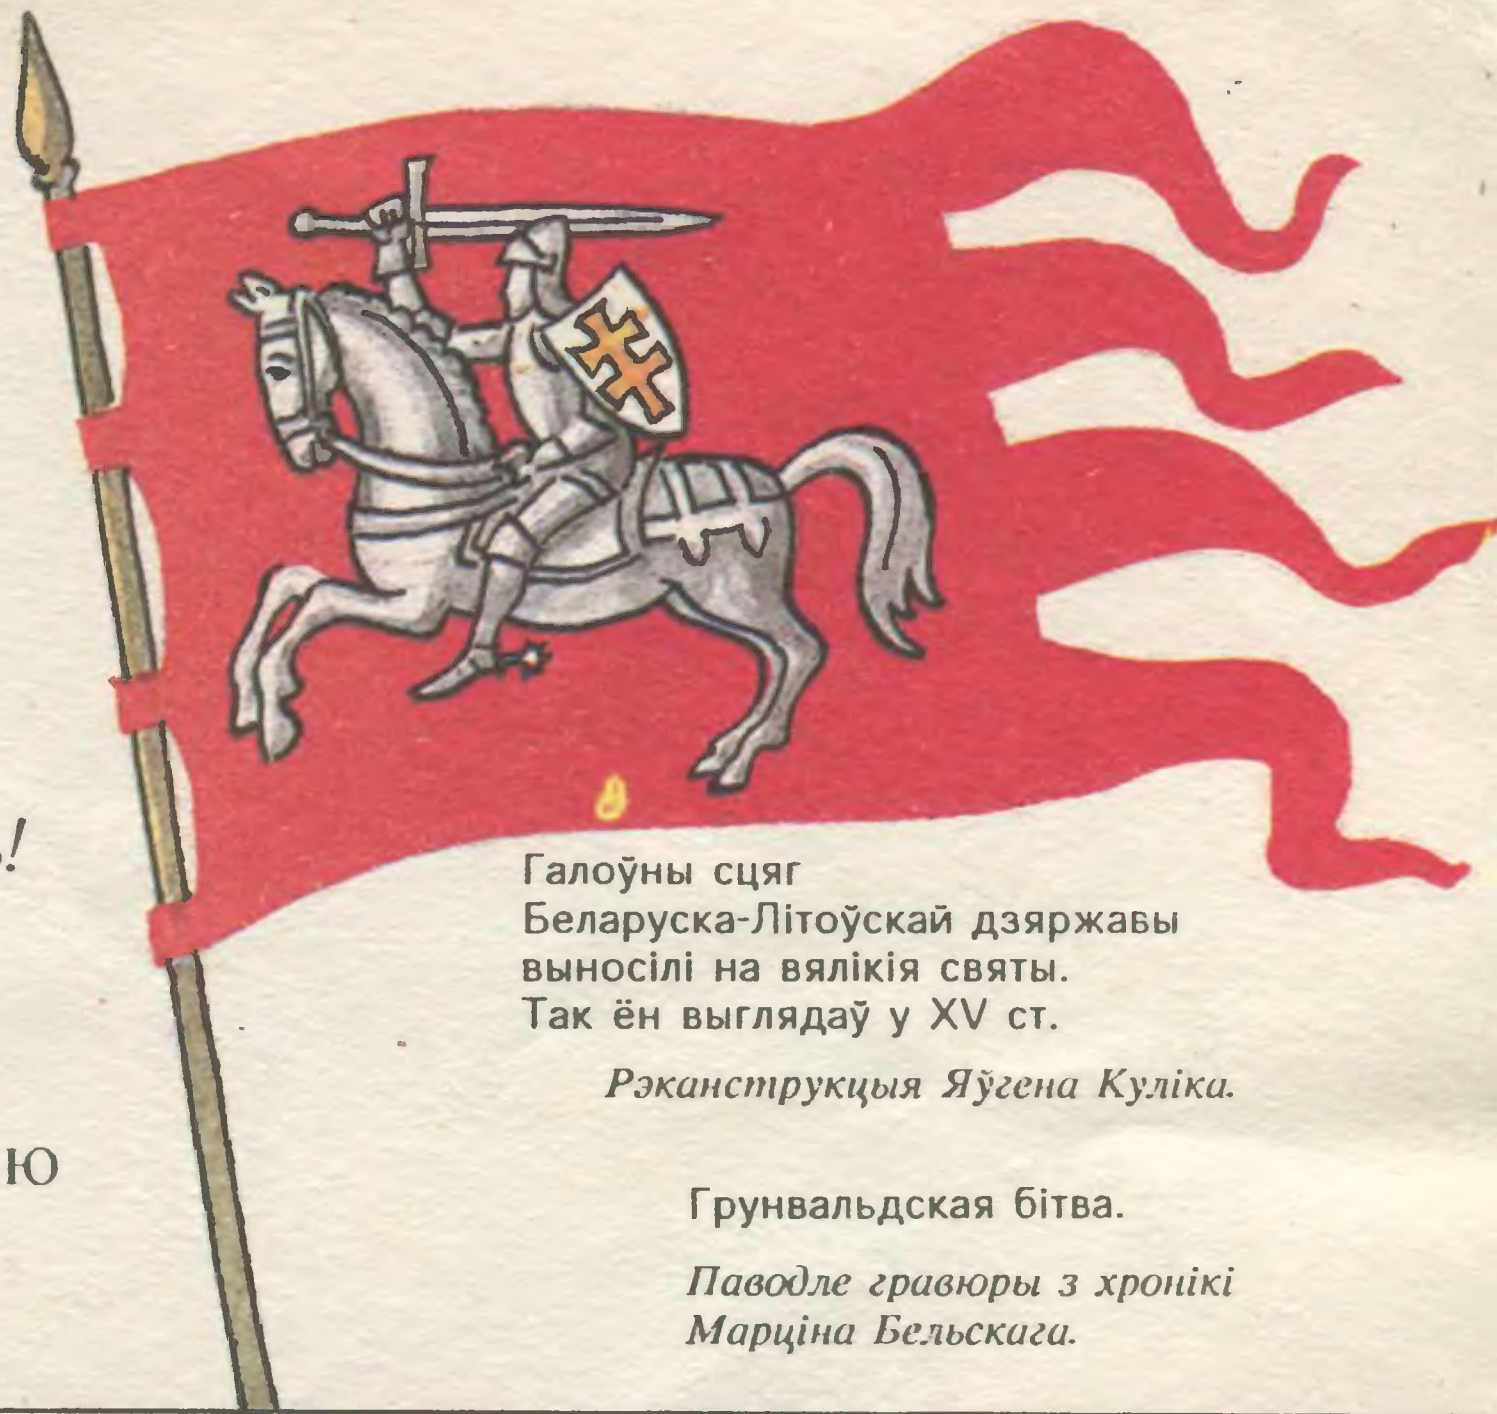 !
Галоўны сцяг
Беларуска-Літоўскай дзяржавы
выносілі на вялікія святы.
Так ён выглядаў у XV ст.
Рэканструкцыя Яўгена Куліка.
ю
Грунвальдская бітва.
Паводле гравюры з хронікі
Марціна Бельскага.